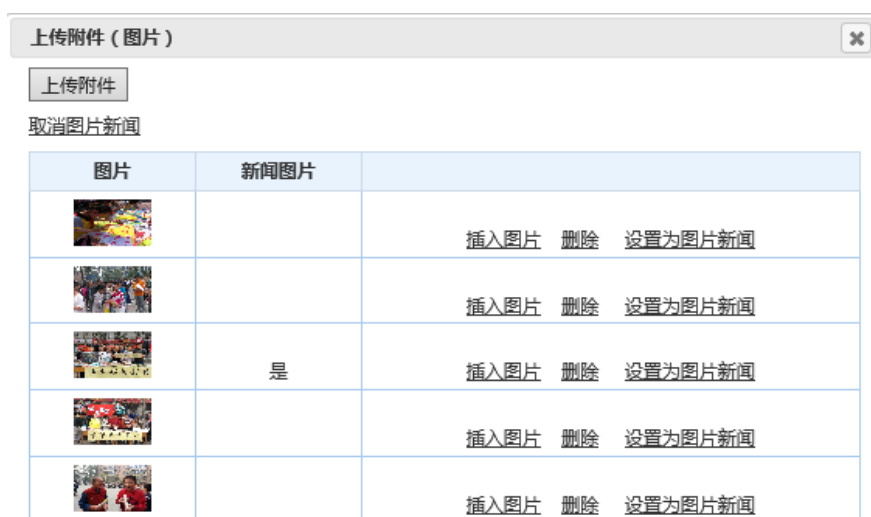 上传附件 ( 图片 )
上传附件
取消图片新闻
图片 新闻图片
插入图片 删除 设置为图片新闻
插入图片 删除 设置为图片新闻
是 插入图片 删除 设置为图片新闻
插入图片 删除 设置为图片新闻
插入图片 删除 设置为图片新闻